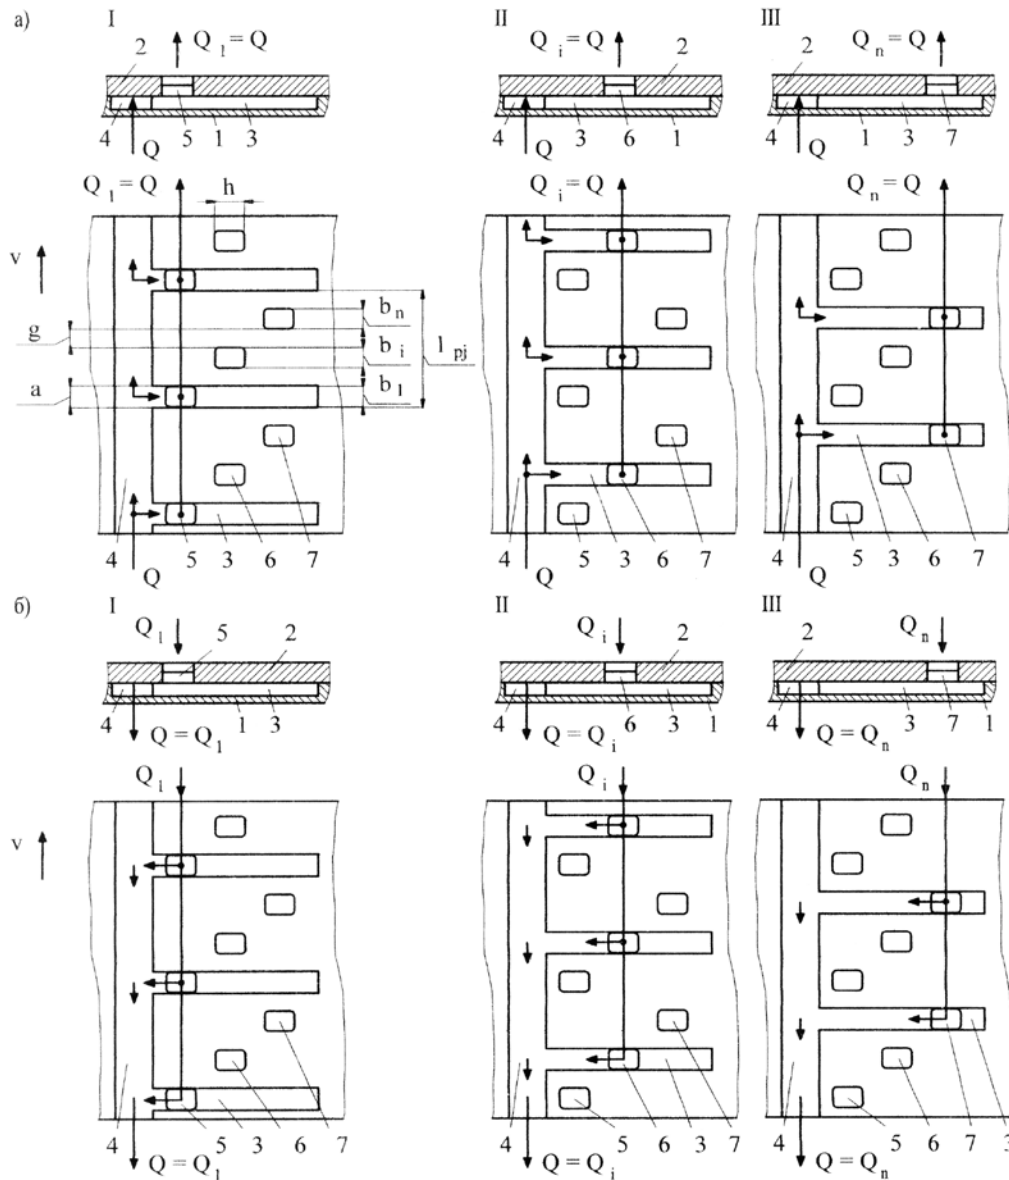 а) I II III
Q₁ = Q Qᵢ = Q Qₙ = Q
2 2 2
4 5 1 3 4 3 6 1 4 1 3 7
Q Q Q
Q₁ = Q h Qᵢ = Q Qₙ = Q
v
bₙ
g bᵢ lₚⱼ
a b₁
4 5 3 6 7 4 5 3 6 7 4 5 3 6 7
Q Q Q
б) I II III
Q₁ 5 2 Qᵢ 2 2 Qₙ
4 1 3 4 6 3 1 4 3 7 1
Q = Q₁ Q = Qᵢ Q = Qₙ
Q₁ Qᵢ Qₙ
v
4 5 3 6 7 4 5 6 3 7 4 5 6 7 3
Q = Q₁ Q = Qᵢ Q = Qₙ